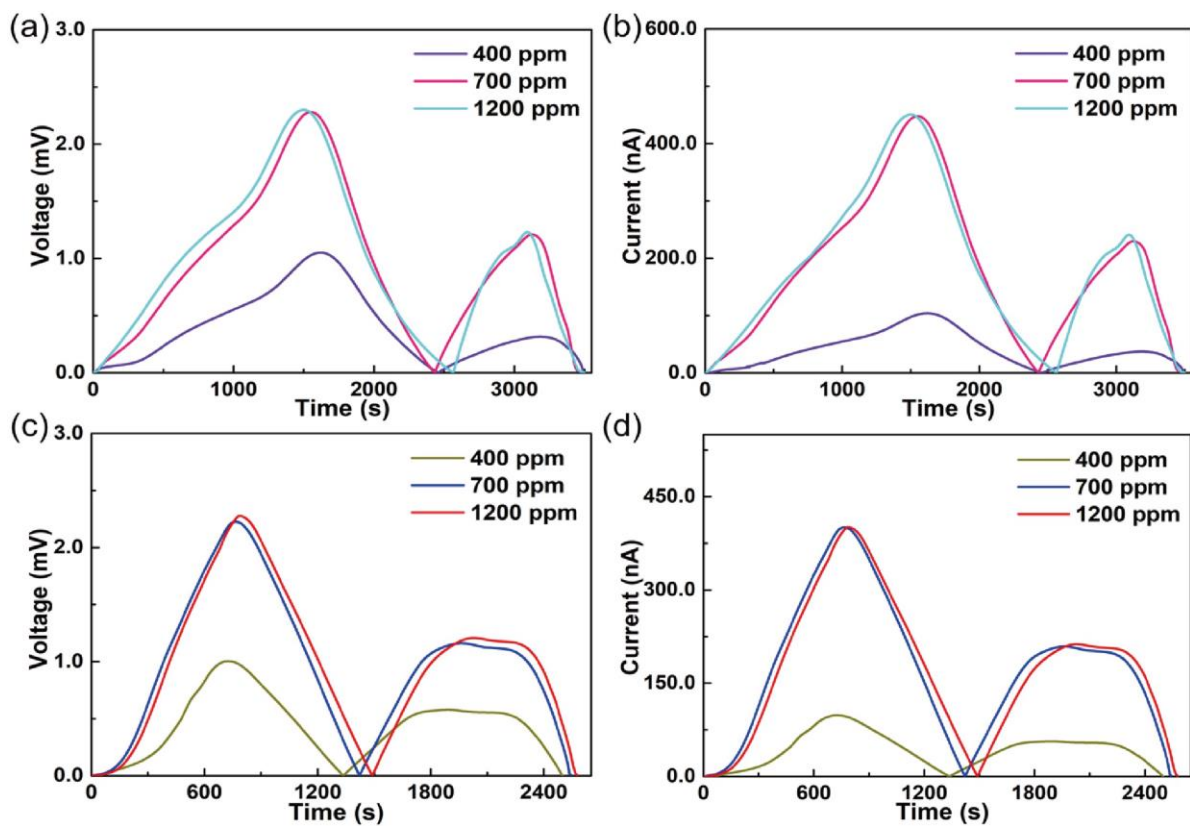 (a)
3.0
2.0
1.0
0.0
Voltage (mV)
400 ppm
700 ppm
1200 ppm
0
1000
2000
3000
Time (s)
(b)
600.0
400.0
200.0
0.0
Current (nA)
400 ppm
700 ppm
1200 ppm
0
1000
2000
3000
Time (s)
(c)
3.0
2.0
1.0
0.0
Voltage (mV)
400 ppm
700 ppm
1200 ppm
0
600
1200
1800
2400
Time (s)
(d)
450.0
300.0
150.0
0.0
Current (nA)
400 ppm
700 ppm
1200 ppm
0
600
1200
1800
2400
Time (s)